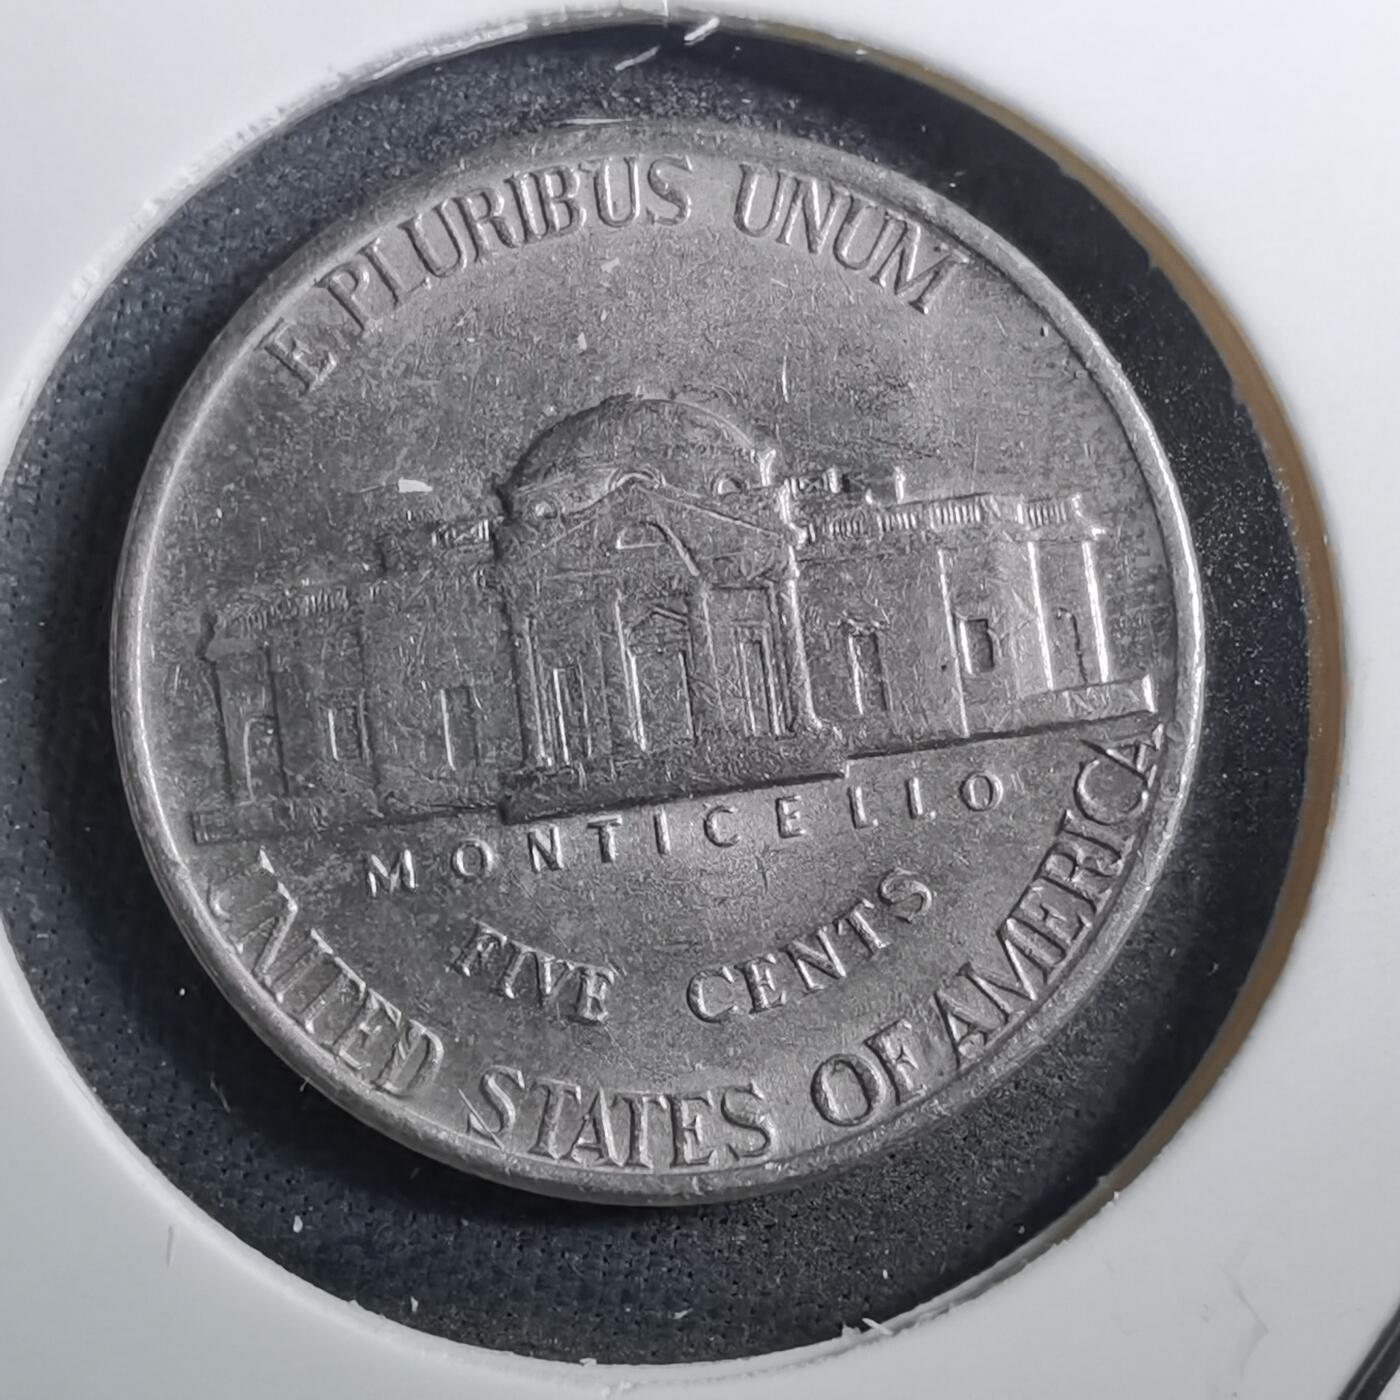 E PLURIBUS UNUM
MONTICELLO
FIVE CENTS
UNITED STATES OF AMERICA